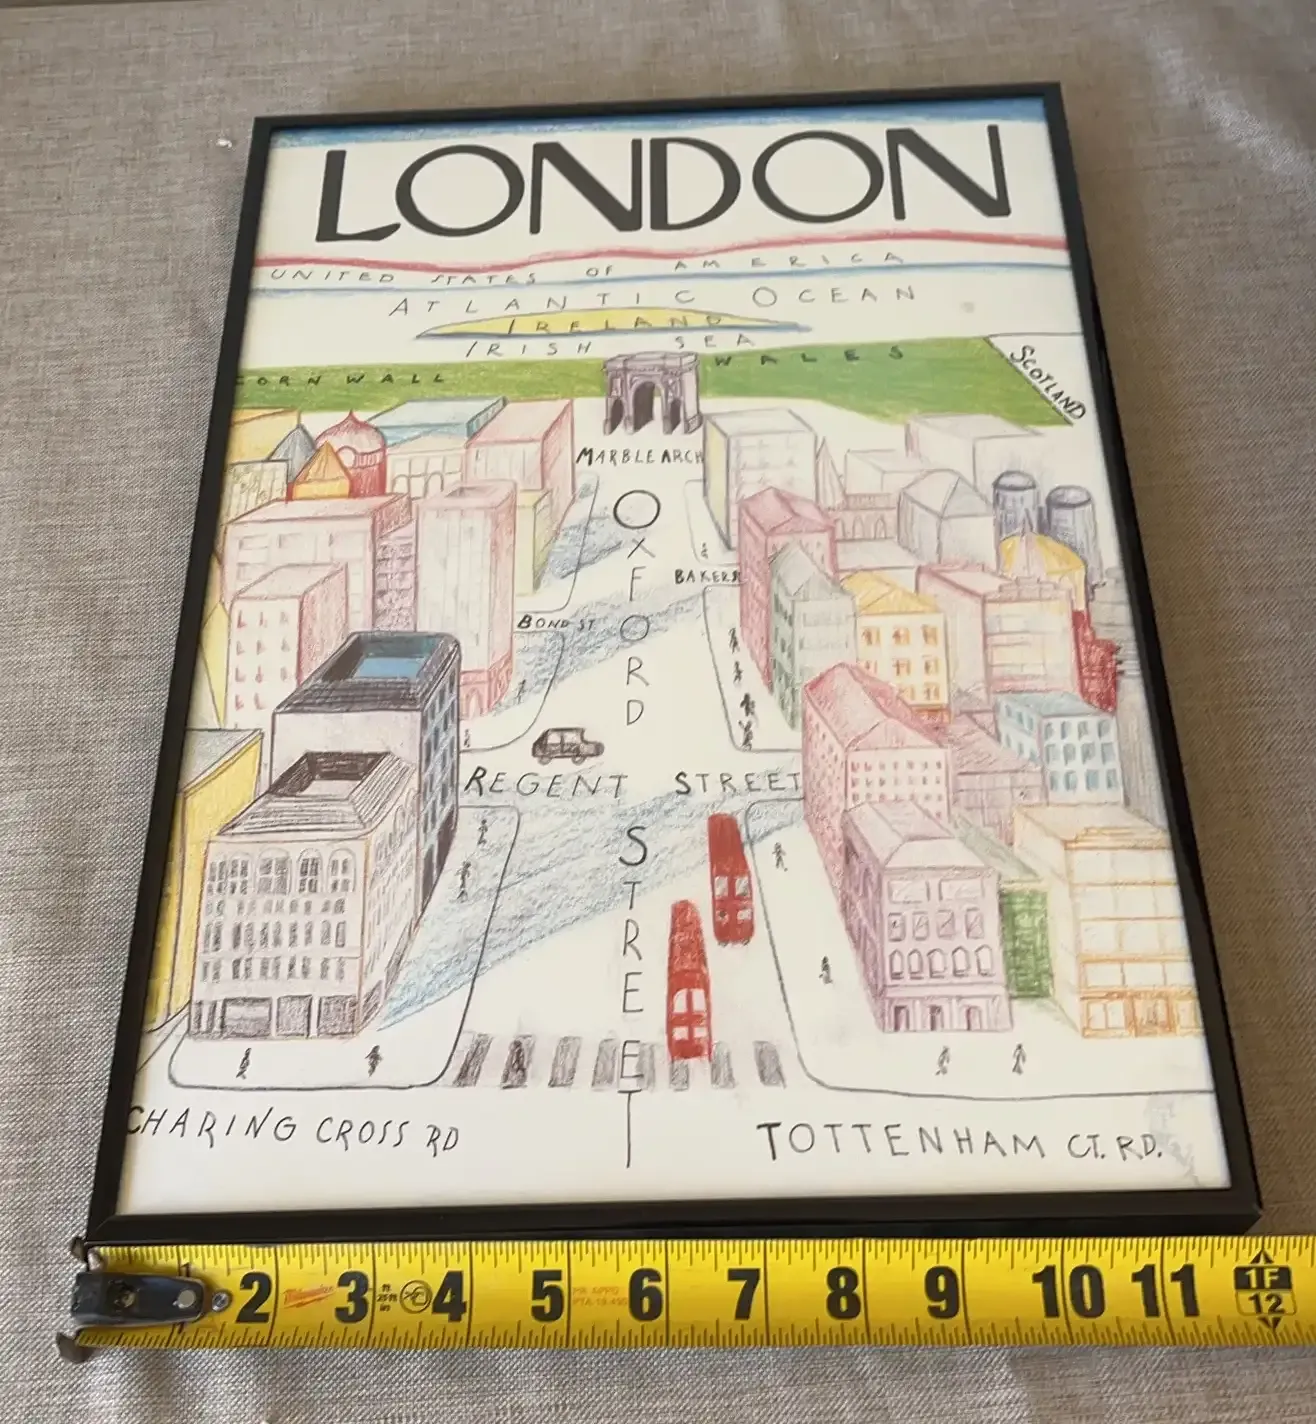 LONDON
UNITED STATES OF AMERICA
ATLANTIC OCEAN
IRELAND
IRISH SEA
WALES
SCOTLAND
CORNWALL
MARBLE ARCH
OXFORD
BAKER
BOND ST
REGENT STREET
STREET
CHARING CROSS RD
TOTTENHAM CT. RD.
2 Milwaukee 3 4 5 6 7 8 9 10 11 1F
12